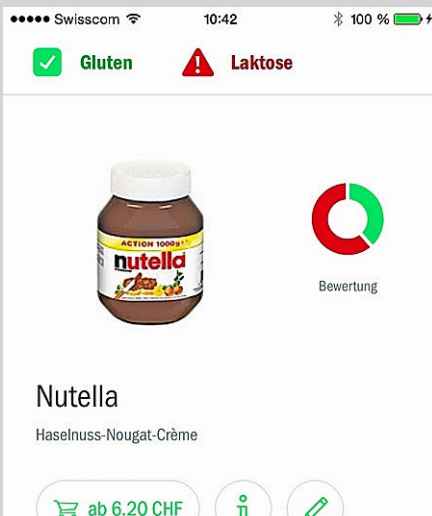 Swisscom 10:42 100 %
Gluten Laktose
ACTION 1000g
nutella
Bewertung
Nutella
Haselnuss-Nougat-Crème
ab 6.20 CHF i